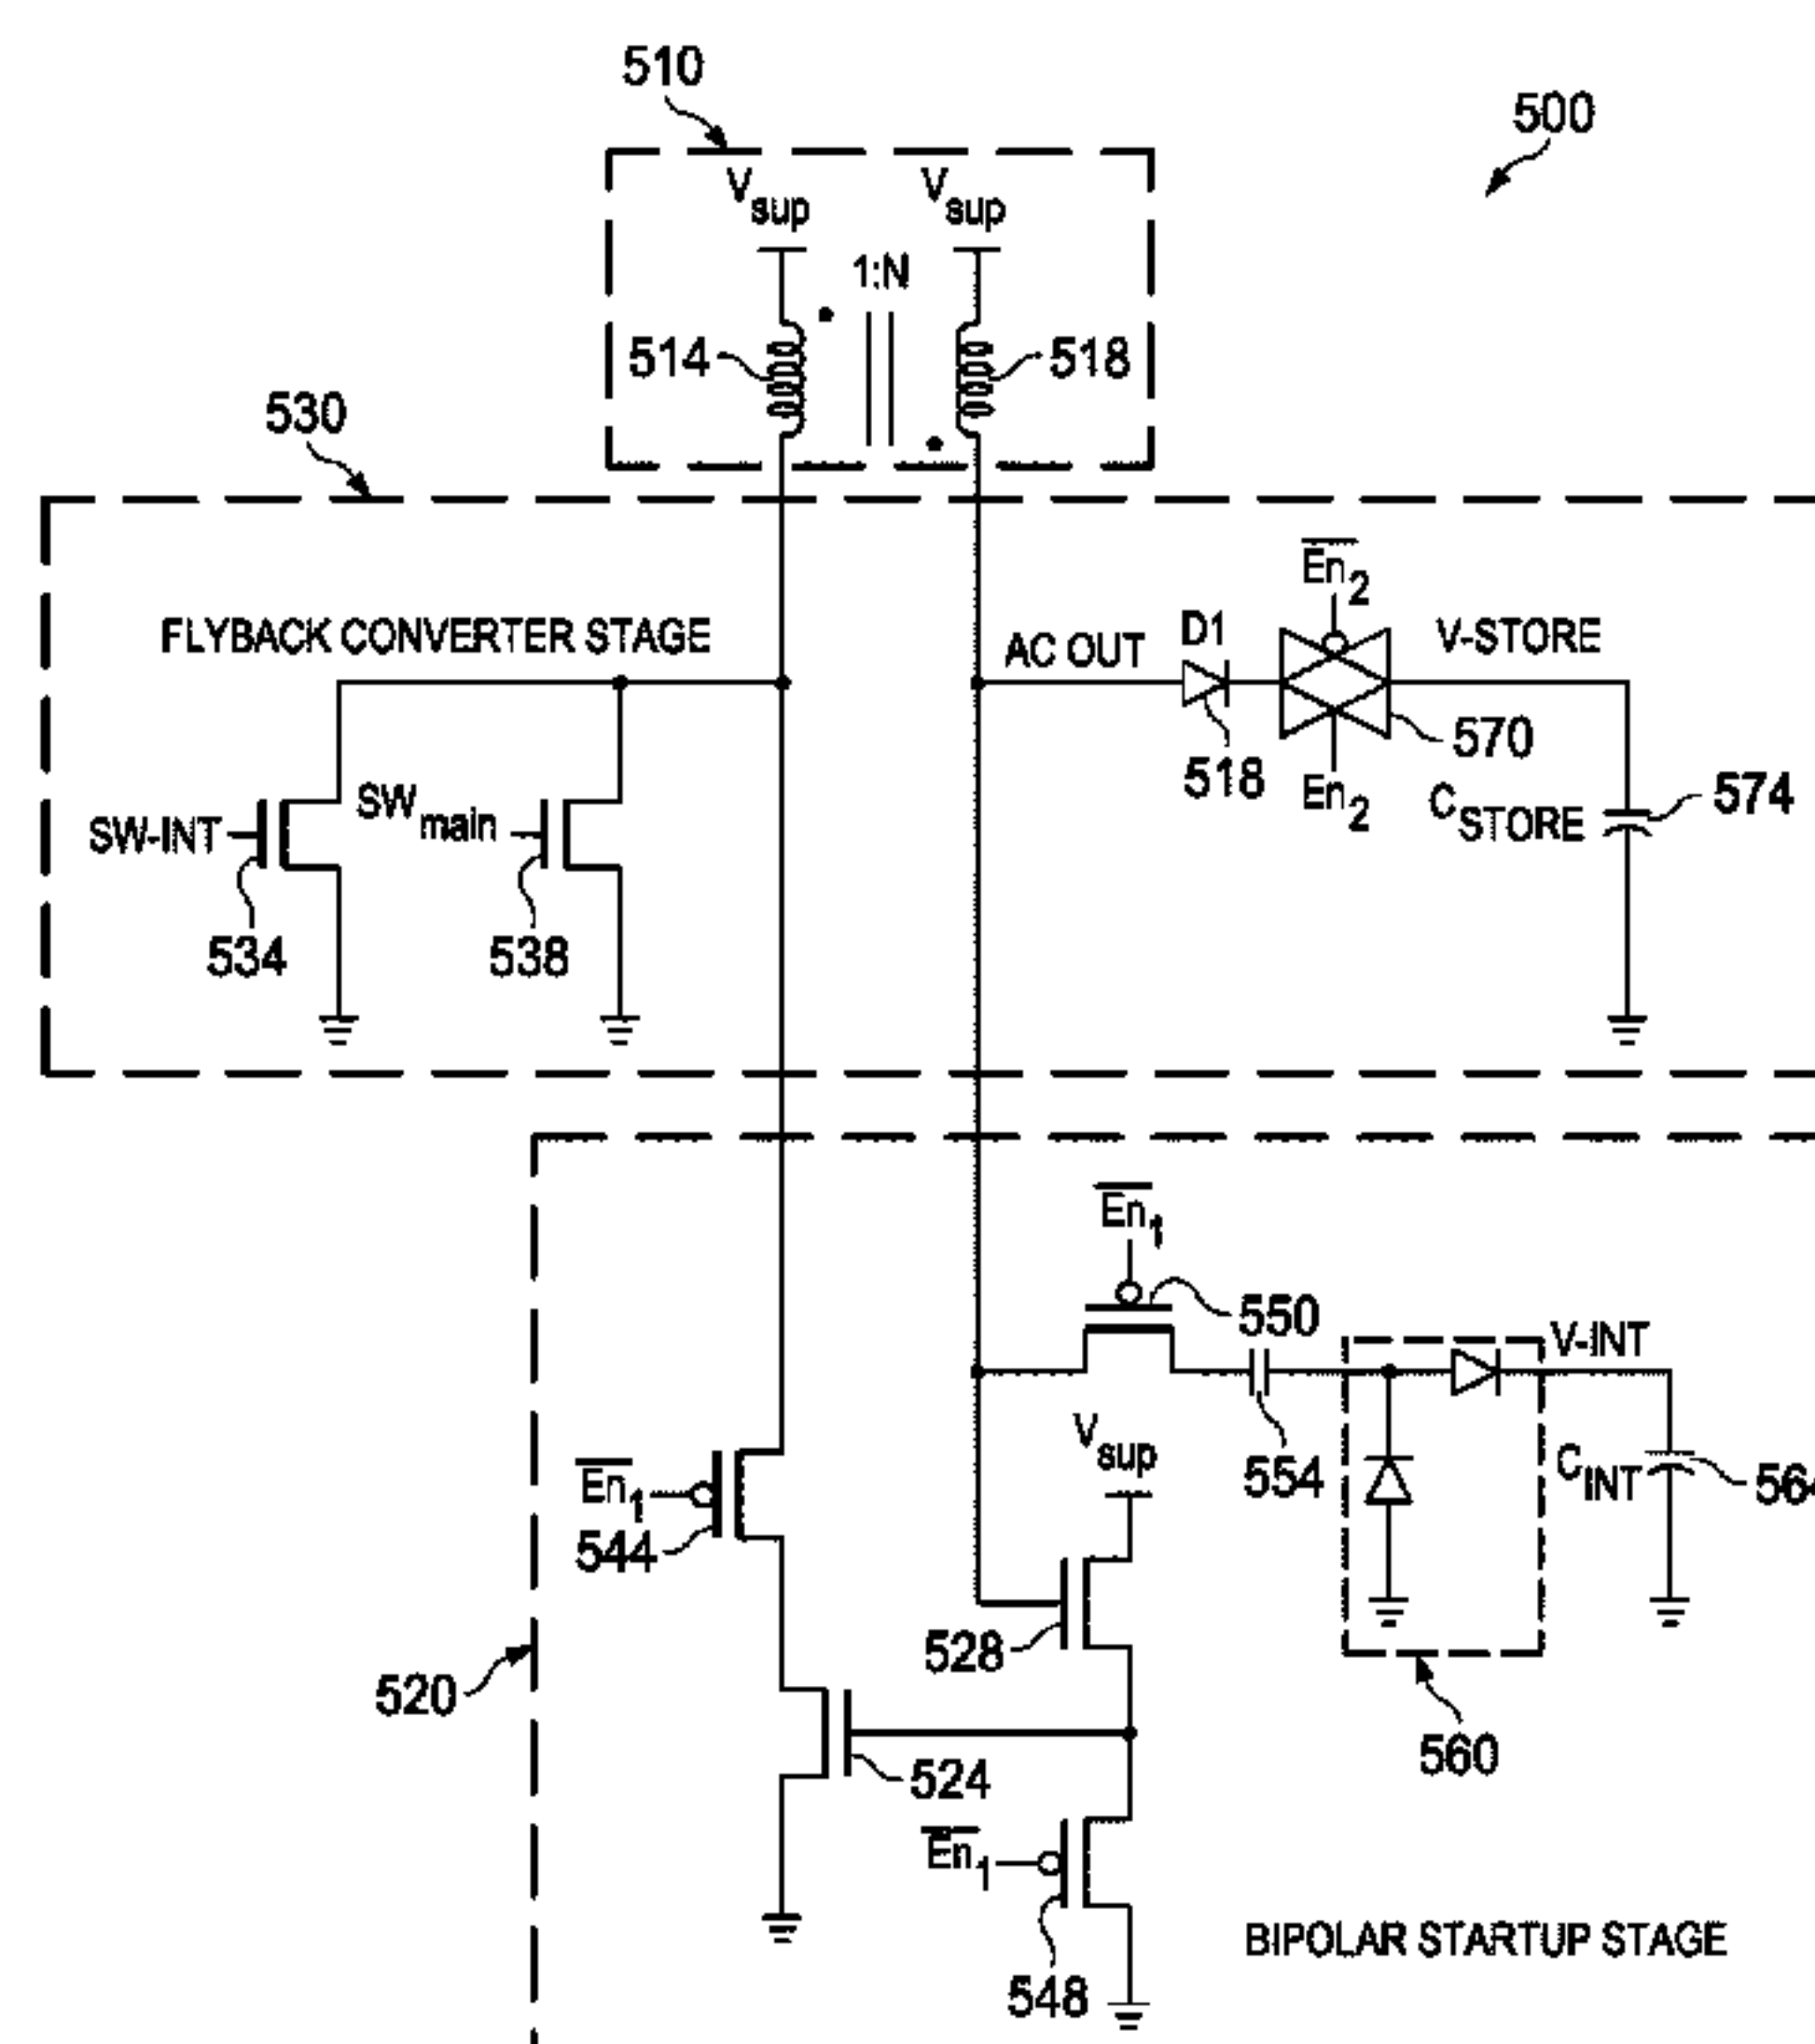 510
500
Vsup Vsup
1:N
514 518
530
En2
FLYBACK CONVERTER STAGE
AC OUT D1 V-STORE
570
518 En2
CSTORE 574
SW-INT SWmain
534 538
En1
550
V-INT
Vsup
554 CINT
En1
544
528
520
560
524
En1
BIPOLAR STARTUP STAGE
548